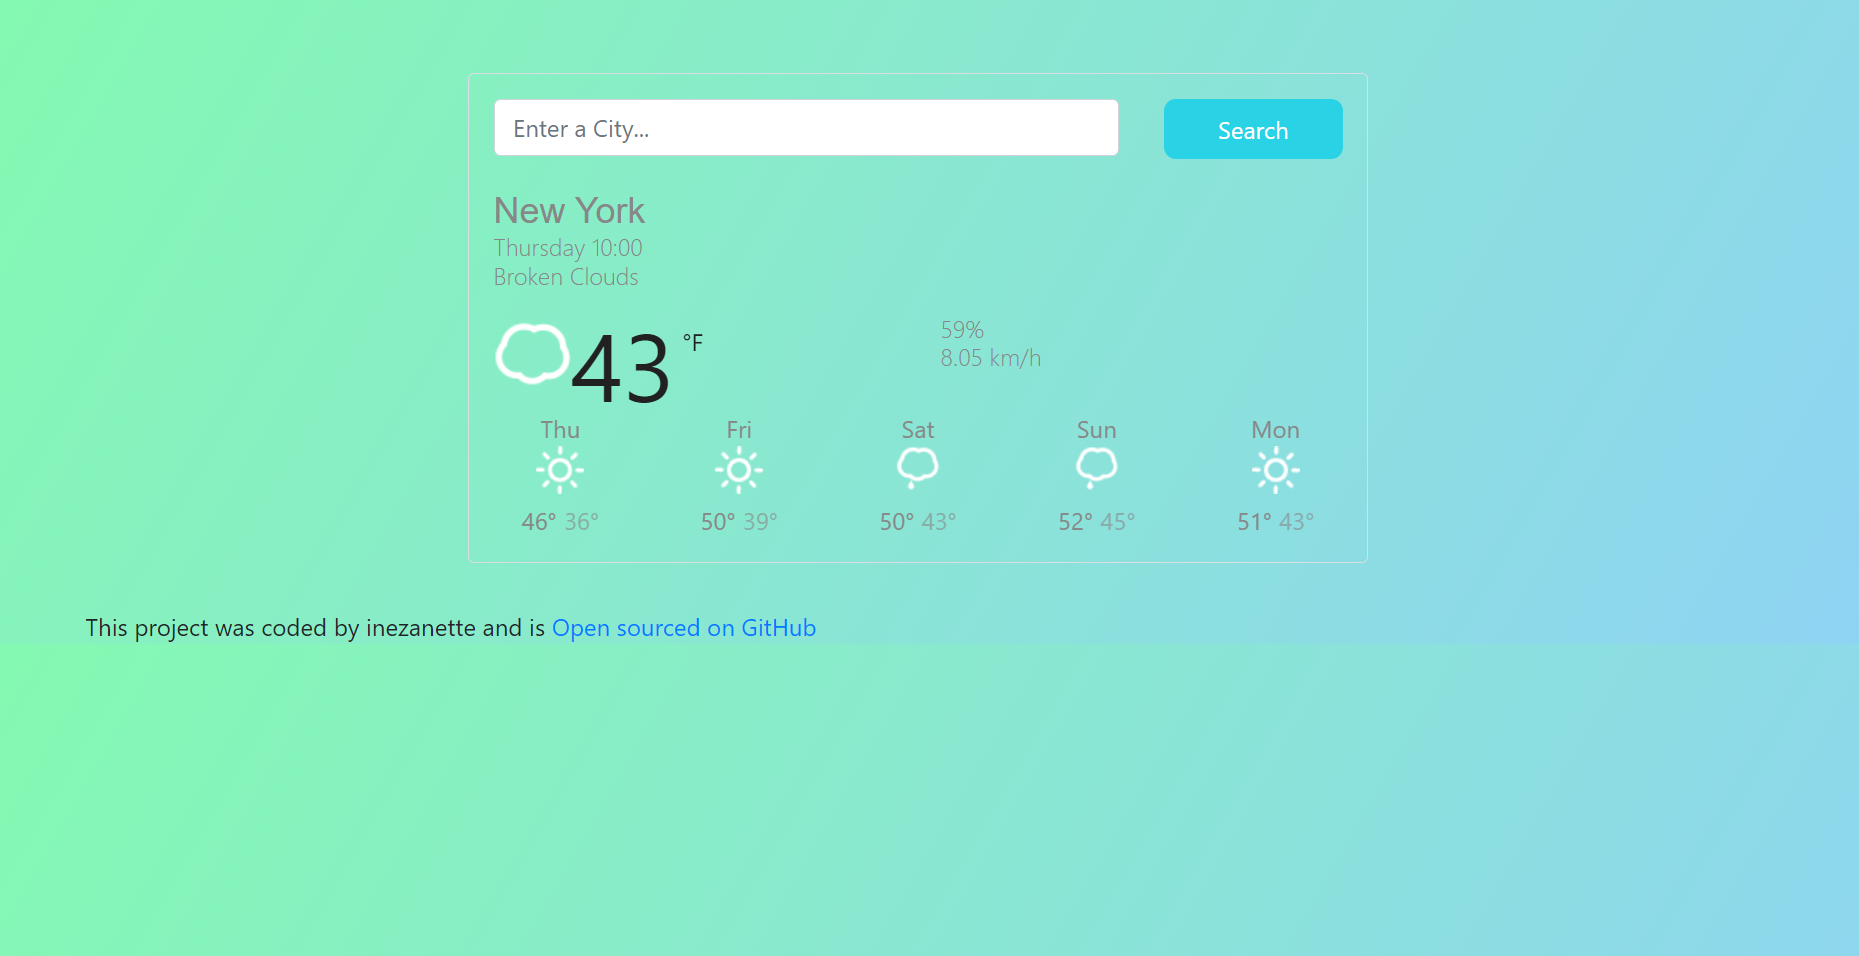 Enter a City...
Search
New York
Thursday 10:00
Broken Clouds
43 °F
59%
8.05 km/h
Thu Fri Sat Sun Mon
46° 36° 50° 39° 50° 43° 52° 45° 51° 43°
This project was coded by inezanette and is Open sourced on GitHub